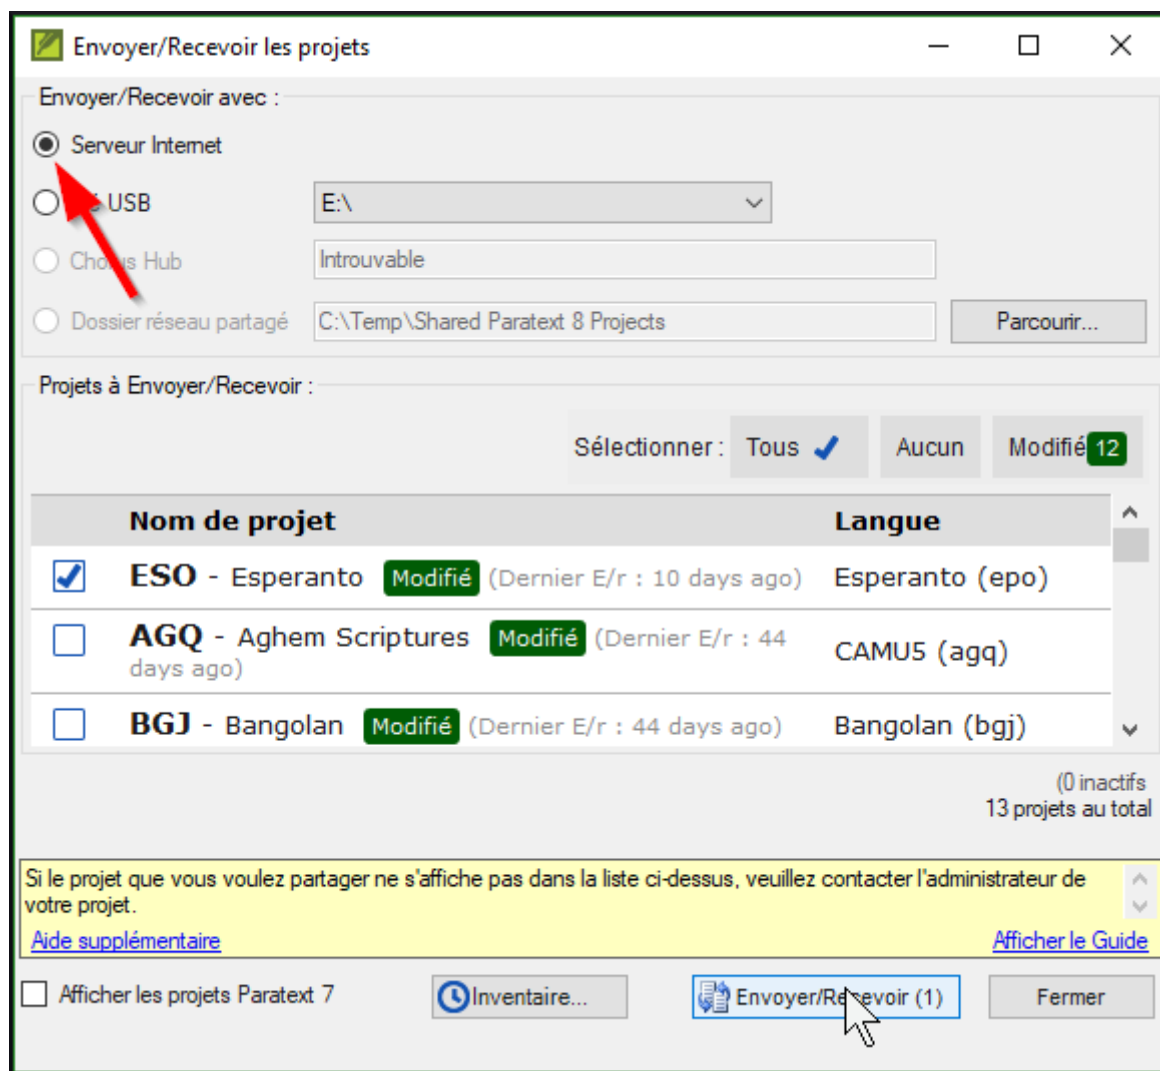 Envoyer/Recevoir les projets
Envoyer/Recevoir avec :
Serveur Internet
USB
E:\
Chorus Hub
Introuvable
Dossier réseau partagé
C:\Temp\Shared Paratext 8 Projects
Parcourir...
Projets à Envoyer/Recevoir :
Sélectionner : Tous Aucun Modifié 12
Nom de projet Langue
ESO - Esperanto Modifié (Dernier E/r : 10 days ago) Esperanto (epo)
AGQ - Aghem Scriptures Modifié (Dernier E/r : 44
days ago)
CAMU5 (agq)
BGJ - Bangolan Modifié (Dernier E/r : 44 days ago) Bangolan (bgj)
(0 inactifs
13 projets au total
Si le projet que vous voulez partager ne s'affiche pas dans la liste ci-dessus, veuillez contacter l'administrateur de
votre projet.
Aide supplémentaire Afficher le Guide
Afficher les projets Paratext 7 Inventaire... Envoyer/Recevoir (1) Fermer